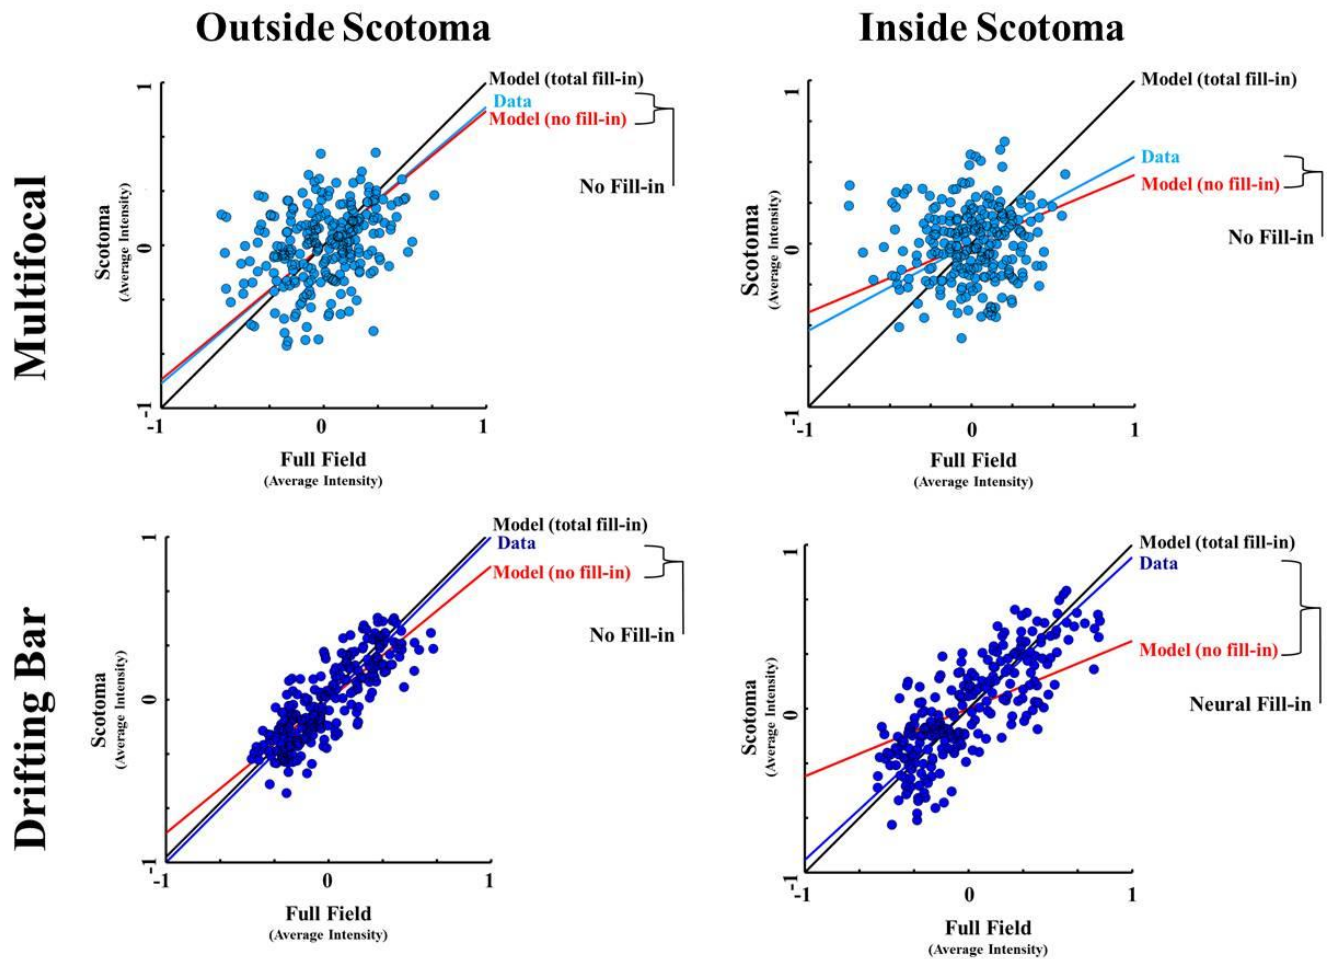 Outside Scotoma
Inside Scotoma
Multifocal
1
0
-1
Scotoma
(Average Intensity)
Model (total fill-in)
Data
Model (no fill-in)
No Fill-in
-1 0 1
Full Field
(Average Intensity)
1
0
-1
Scotoma
(Average Intensity)
Model (total fill-in)
Data
Model (no fill-in)
No Fill-in
-1 0 1
Full Field
(Average Intensity)
Drifting Bar
1
0
-1
Scotoma
(Average Intensity)
Model (total fill-in)
Data
Model (no fill-in)
No Fill-in
-1 0 1
Full Field
(Average Intensity)
1
0
-1
Scotoma
(Average Intensity)
Model (total fill-in)
Data
Model (no fill-in)
Neural Fill-in
-1 0 1
Full Field
(Average Intensity)